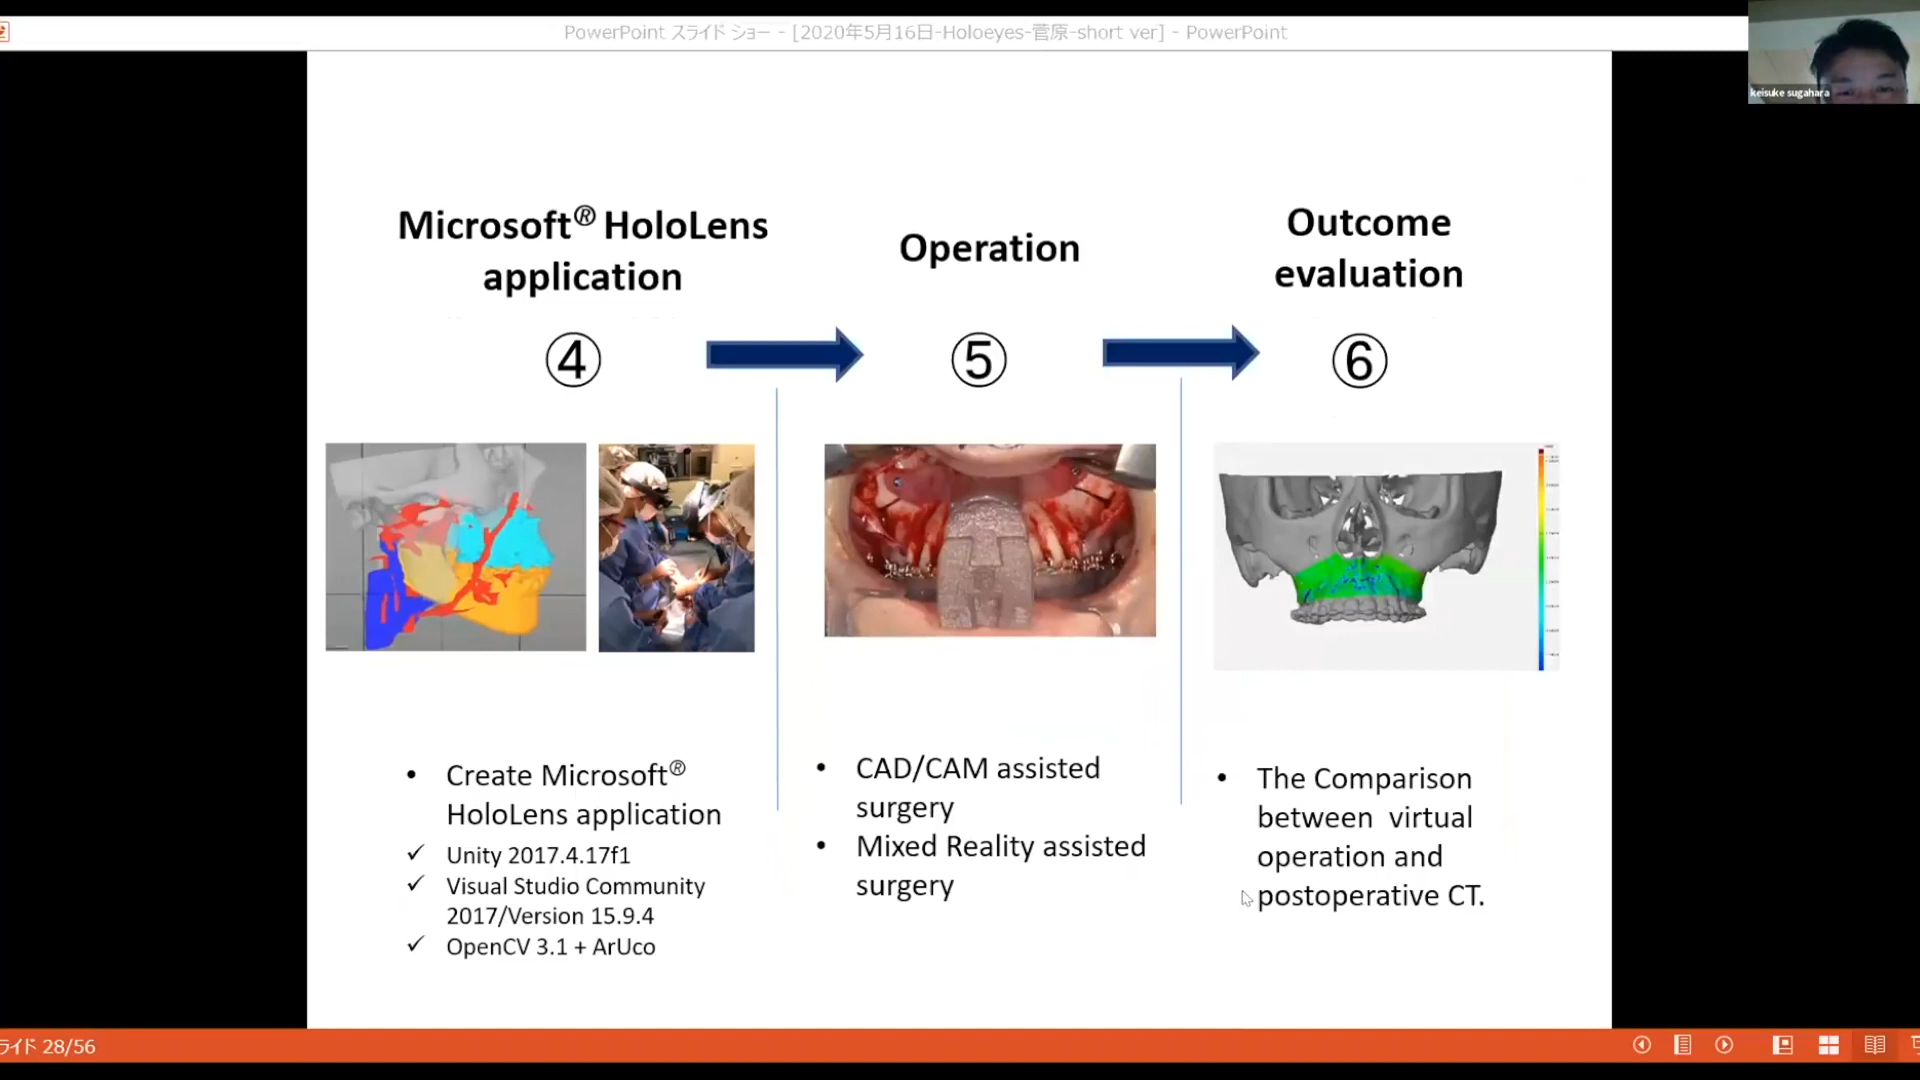 PowerPoint スライド ショー - [2020年5月16日-Holoeyes-菅原-short ver] - PowerPoint
keisuke sugahara
Microsoft® HoloLens
application
Operation
Outcome
evaluation
④
⑤
⑥
• Create Microsoft®
HoloLens application
✓ Unity 2017.4.17f1
✓ Visual Studio Community
2017/Version 15.9.4
✓ OpenCV 3.1 + ArUco
• CAD/CAM assisted
surgery
• Mixed Reality assisted
surgery
• The Comparison
between virtual
operation and
postoperative CT.
ライド 28/56